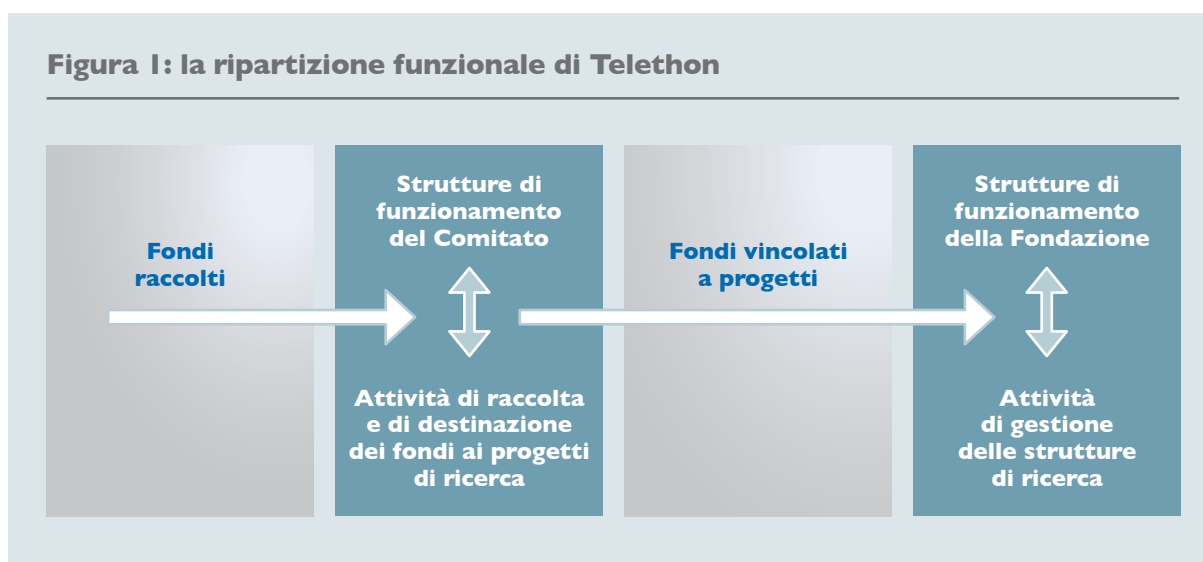 Figura 1: la ripartizione funzionale di Telethon
Fondi
raccolti
Strutture di
funzionamento
del Comitato
Attività di raccolta
e di destinazione
dei fondi ai progetti
di ricerca
Fondi vincolati
a progetti
Strutture di
funzionamento
della Fondazione
Attività
di gestione
delle strutture
di ricerca